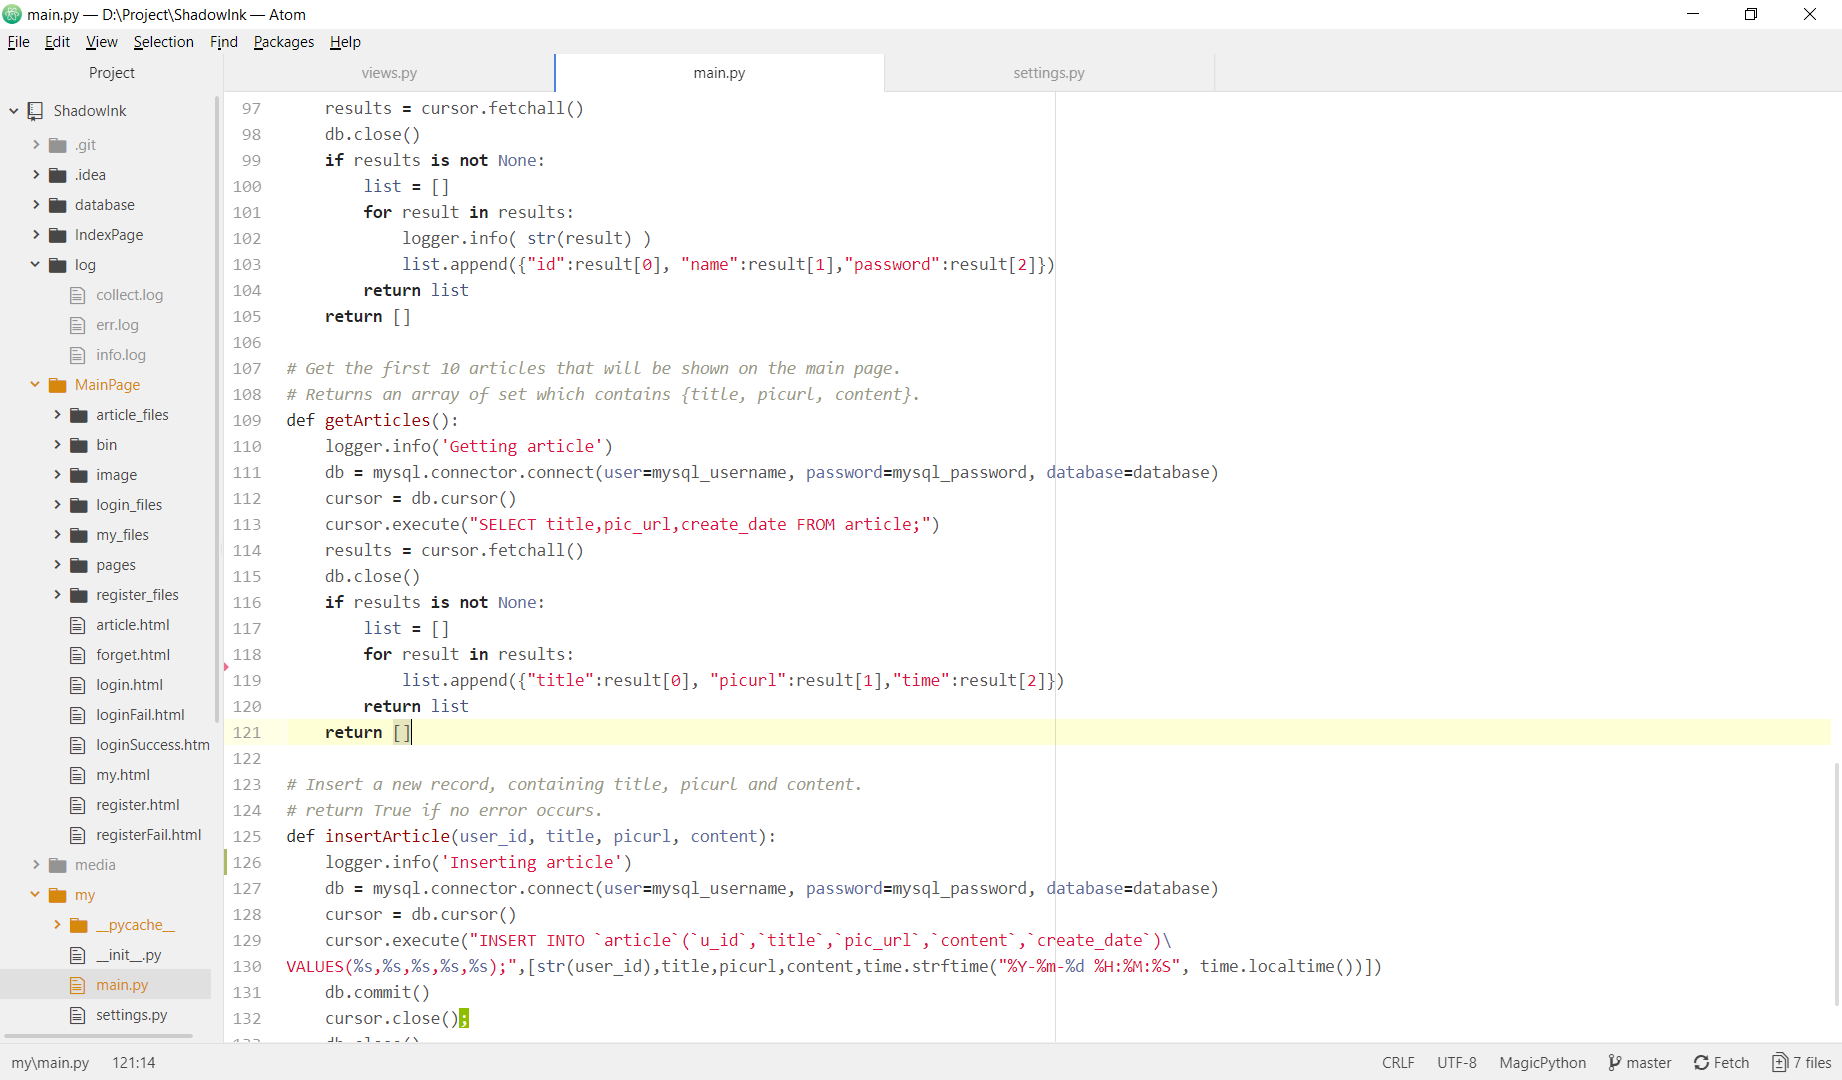 main.py — D:\Project\ShadowInk — Atom
File Edit View Selection Find Packages Help
Project
views.py
main.py
settings.py
ShadowInk
.git
.idea
database
IndexPage
log
collect.log
err.log
info.log
MainPage
article_files
bin
image
login_files
my_files
pages
register_files
article.html
forget.html
login.html
loginFail.html
loginSuccess.htm
my.html
register.html
registerFail.html
media
my
__pycache__
__init__.py
main.py
settings.py
97     results = cursor.fetchall()
98     db.close()
99     if results is not None:
100         list = []
101         for result in results:
102             logger.info( str(result) )
103             list.append({"id":result[0], "name":result[1],"password":result[2]})
104         return list
105     return []
106
107 # Get the first 10 articles that will be shown on the main page.
108 # Returns an array of set which contains {title, picurl, content}.
109 def getArticles():
110     logger.info('Getting article')
111     db = mysql.connector.connect(user=mysql_username, password=mysql_password, database=database)
112     cursor = db.cursor()
113     cursor.execute("SELECT title,pic_url,create_date FROM article;")
114     results = cursor.fetchall()
115     db.close()
116     if results is not None:
117         list = []
118         for result in results:
119             list.append({"title":result[0], "picurl":result[1],"time":result[2]})
120         return list
121     return []
122
123 # Insert a new record, containing title, picurl and content.
124 # return True if no error occurs.
125 def insertArticle(user_id, title, picurl, content):
126     logger.info('Inserting article')
127     db = mysql.connector.connect(user=mysql_username, password=mysql_password, database=database)
128     cursor = db.cursor()
129     cursor.execute("INSERT INTO `article`(`u_id`,`title`,`pic_url`,`content`,`create_date`)\
130 VALUES(%s,%s,%s,%s,%s);",[str(user_id),title,picurl,content,time.strftime("%Y-%m-%d %H:%M:%S", time.localtime())])
131     db.commit()
132     cursor.close();
my\main.py 121:14 CRLF UTF-8 MagicPython master Fetch 7 files